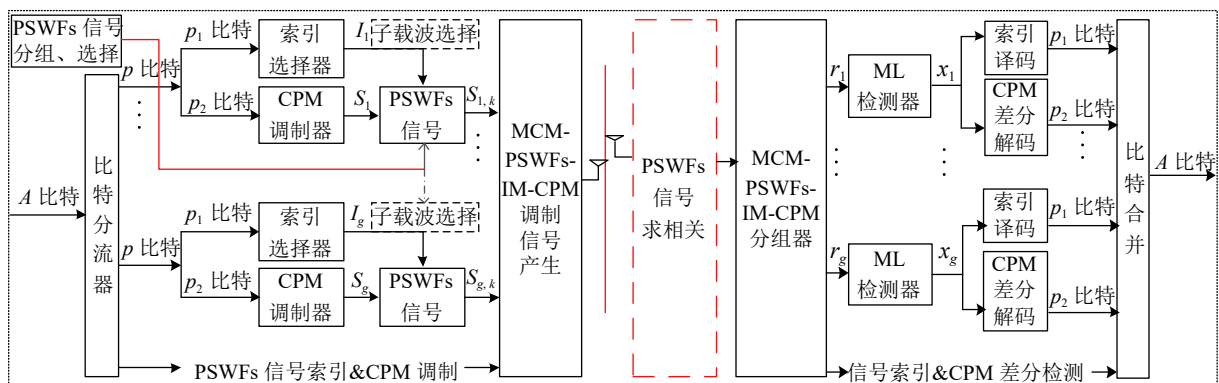 PSWFs 信号
分组、选择
A 比特
比特分流器
p 比特
p1 比特
p2 比特
索引
选择器
CPM
调制器
I1
子载波选择
S1
PSWFs
信号
S1, k
p 比特
p1 比特
p2 比特
索引
选择器
CPM
调制器
Ig
子载波选择
Sg
PSWFs
信号
Sg, k
PSWFs 信号索引&CPM 调制
MCM-
PSWFs-
IM-CPM
调制
信号
产生
PSWFs
信号
求相关
MCM-
PSWFs-
IM-CPM
分组器
r1
ML
检测器
x1
索引
译码
CPM
差分
解码
p1 比特
p2 比特
rg
ML
检测器
xg
索引
译码
CPM
差分
解码
p1 比特
p2 比特
信号索引&CPM 差分检测
比特合并
A 比特